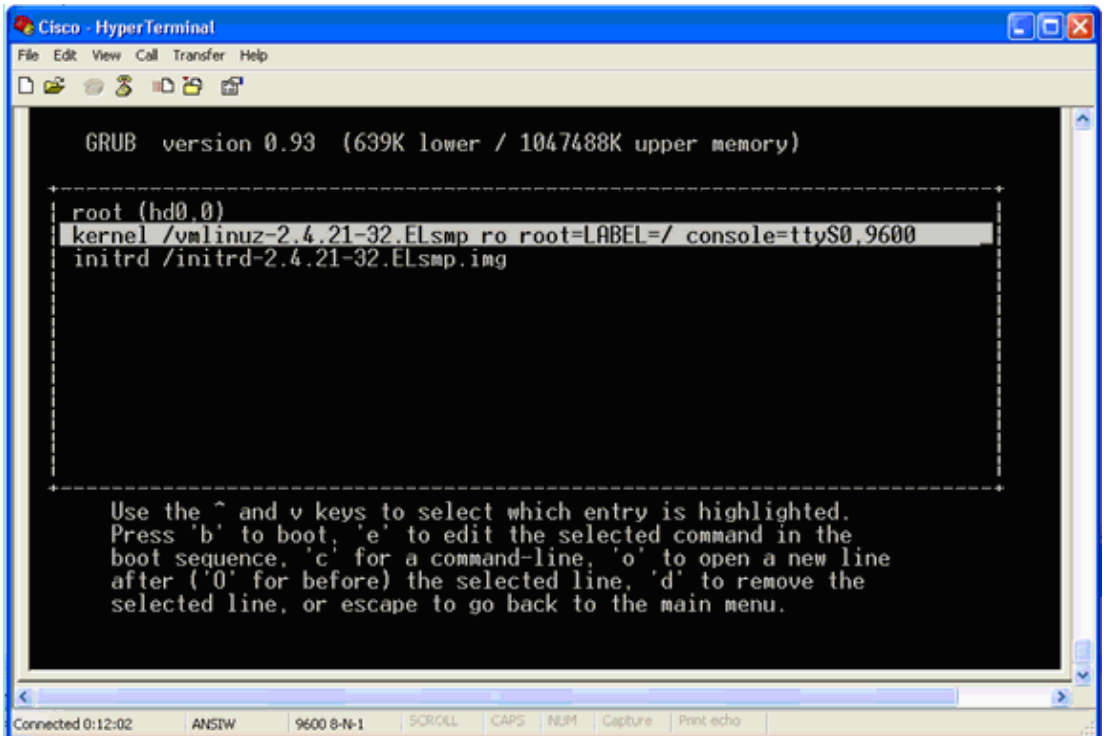 Cisco - HyperTerminal
File Edit View Call Transfer Help
GRUB version 0.93 (639K lower / 1047488K upper memory)
root (hd0,0)
kernel /vmlinuz-2.4.21-32.ELsmp ro root=LABEL=/ console=ttyS0,9600
initrd /initrd-2.4.21-32.ELsmp.img
Use the ^ and v keys to select which entry is highlighted.
Press 'b' to boot, 'e' to edit the selected command in the
boot sequence, 'c' for a command-line, 'o' to open a new line
after ('O' for before) the selected line, 'd' to remove the
selected line, or escape to go back to the main menu.
Connected 0:12:02 ANSIW 9600 8-N-1 SCROLL CAPS NUM Capture Print echo